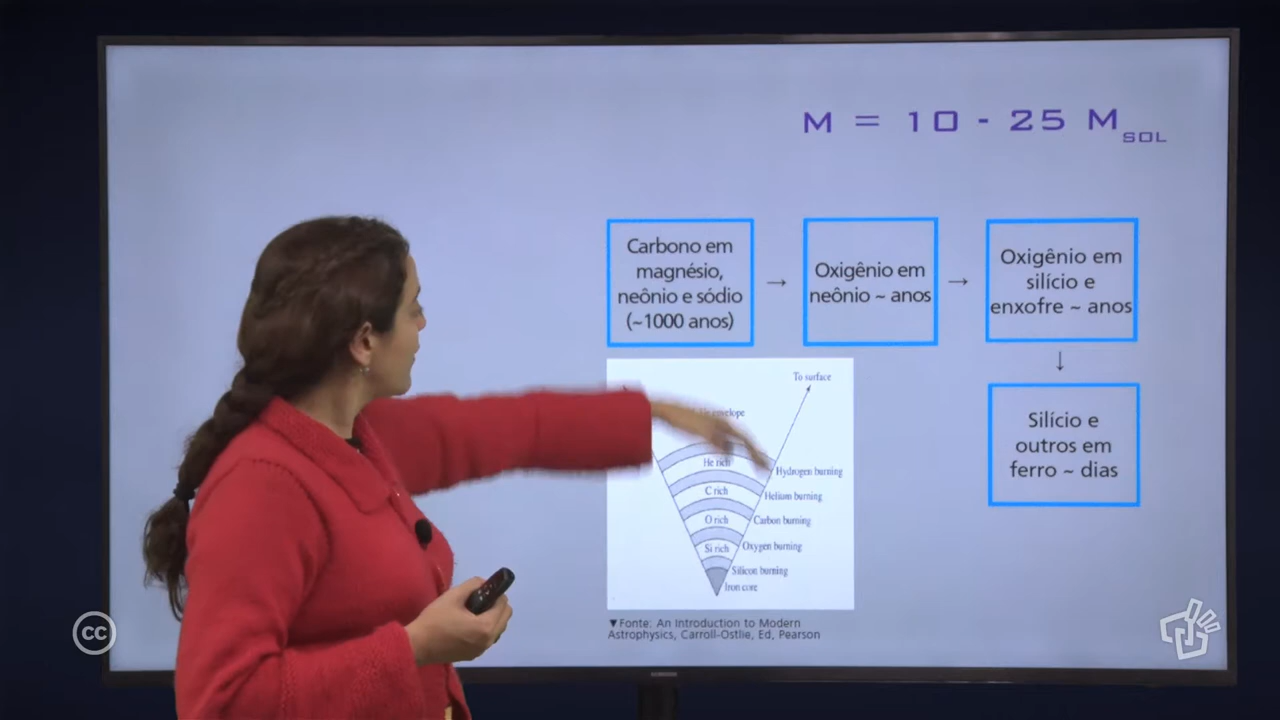 M = 10 - 25 M SOL
Carbono em
magnésio,
neônio e sódio
(~1000 anos)
→
Oxigênio em
neônio ~ anos
→
Oxigênio em
silício e
enxofre ~ anos
↓
Silício e
outros em
ferro ~ dias
To surface
envelope
He rich
Hydrogen burning
C rich
Helium burning
O rich
Carbon burning
Si rich
Oxygen burning
Silicon burning
Iron core
▼Fonte: An Introduction to Modern
Astrophysics, Carroll-Ostlie, Ed, Pearson
cc